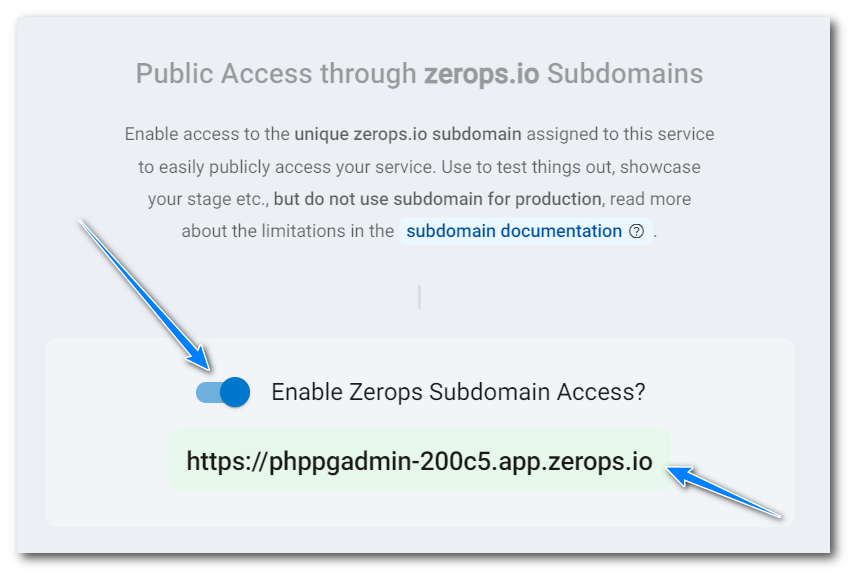 Public Access through zerops.io Subdomains
Enable access to the unique zerops.io subdomain assigned to this service
to easily publicly access your service. Use to test things out, showcase
your stage etc., but do not use subdomain for production, read more
about the limitations in the subdomain documentation ?.
Enable Zerops Subdomain Access?
https://phppgadmin-200c5.app.zerops.io